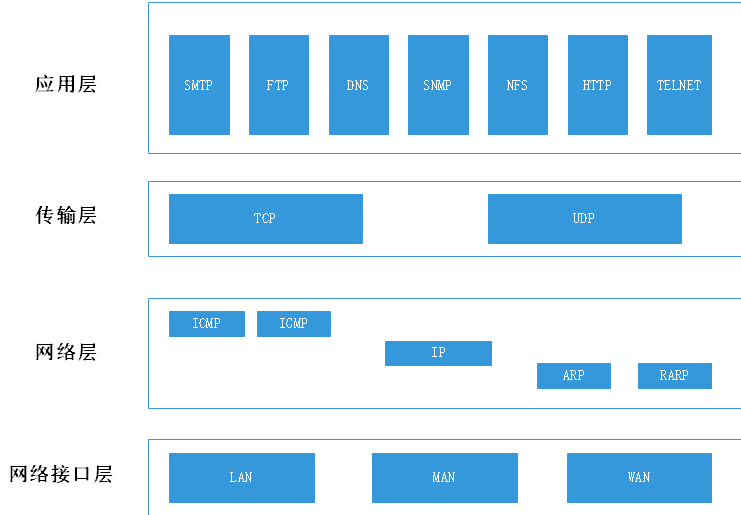 应用层
SMTP
FTP
DNS
SNMP
NFS
HTTP
TELNET
传输层
TCP
UDP
网络层
ICMP
IGMP
IP
ARP
RARP
网络接口层
LAN
MAN
WAN